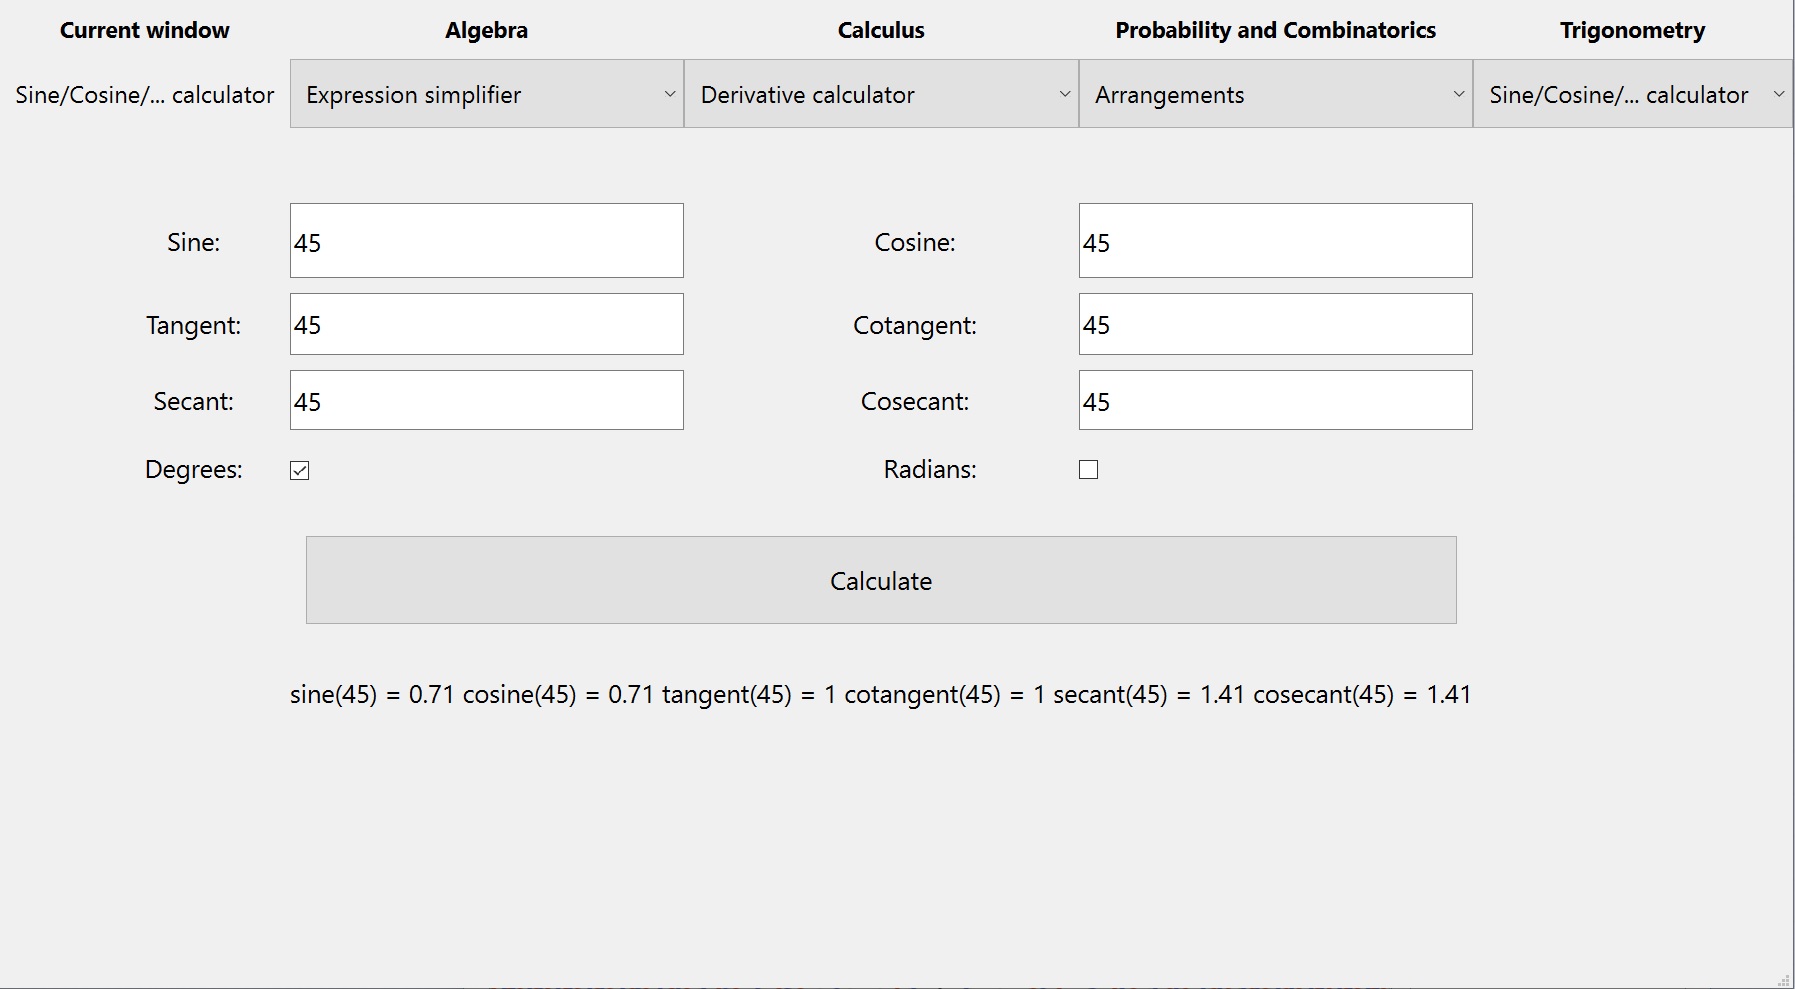 Current window Algebra Calculus Probability and Combinatorics Trigonometry
Sine/Cosine/... calculator Expression simplifier Derivative calculator Arrangements Sine/Cosine/... calculator
Sine: 45 Cosine: 45
Tangent: 45 Cotangent: 45
Secant: 45 Cosecant: 45
Degrees: Radians:
Calculate
sine(45) = 0.71 cosine(45) = 0.71 tangent(45) = 1 cotangent(45) = 1 secant(45) = 1.41 cosecant(45) = 1.41